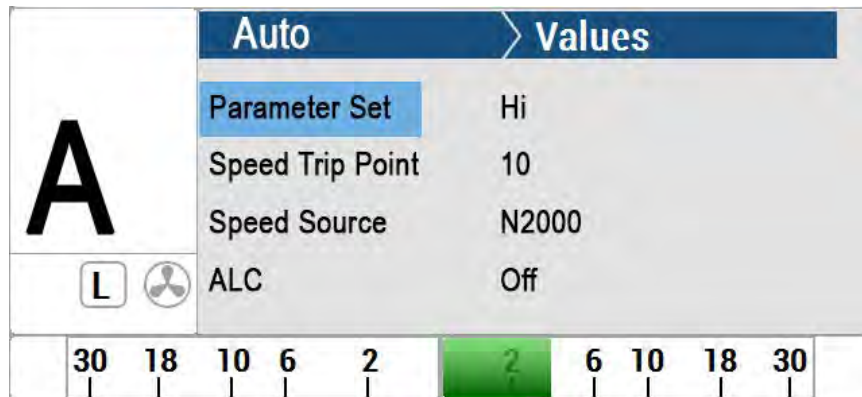 Auto Values
Parameter Set Hi
Speed Trip Point 10
Speed Source N2000
ALC Off
A
L
30 18 10 6 2 2 6 10 18 30